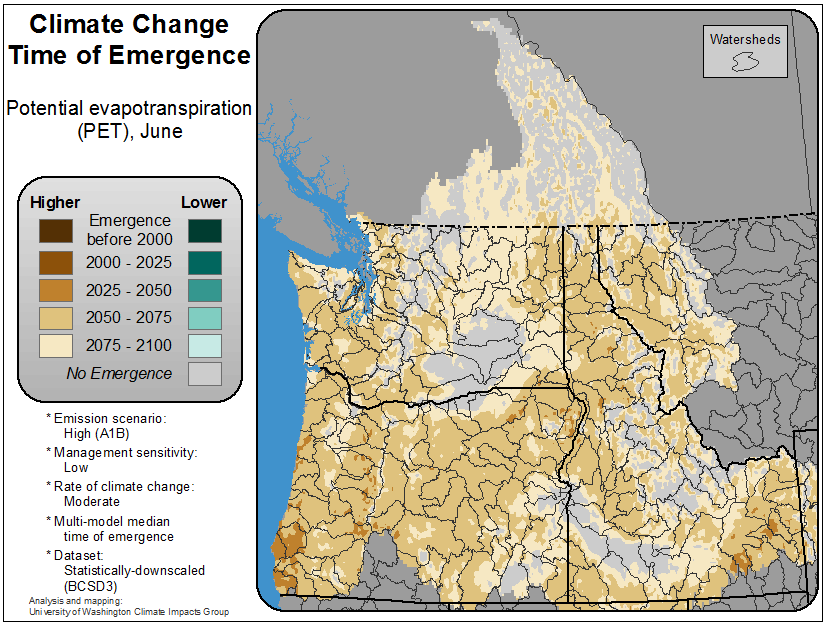 Climate Change
Time of Emergence
Potential evapotranspiration
(PET), June
Higher Lower
Emergence
before 2000
2000 - 2025
2025 - 2050
2050 - 2075
2075 - 2100
No Emergence
* Emission scenario:
High (A1B)
* Management sensitivity:
Low
* Rate of climate change:
Moderate
* Multi-model median
time of emergence
* Dataset:
Statistically-downscaled
(BCSD3)
Analysis and mapping:
University of Washington Climate Impacts Group
Watersheds